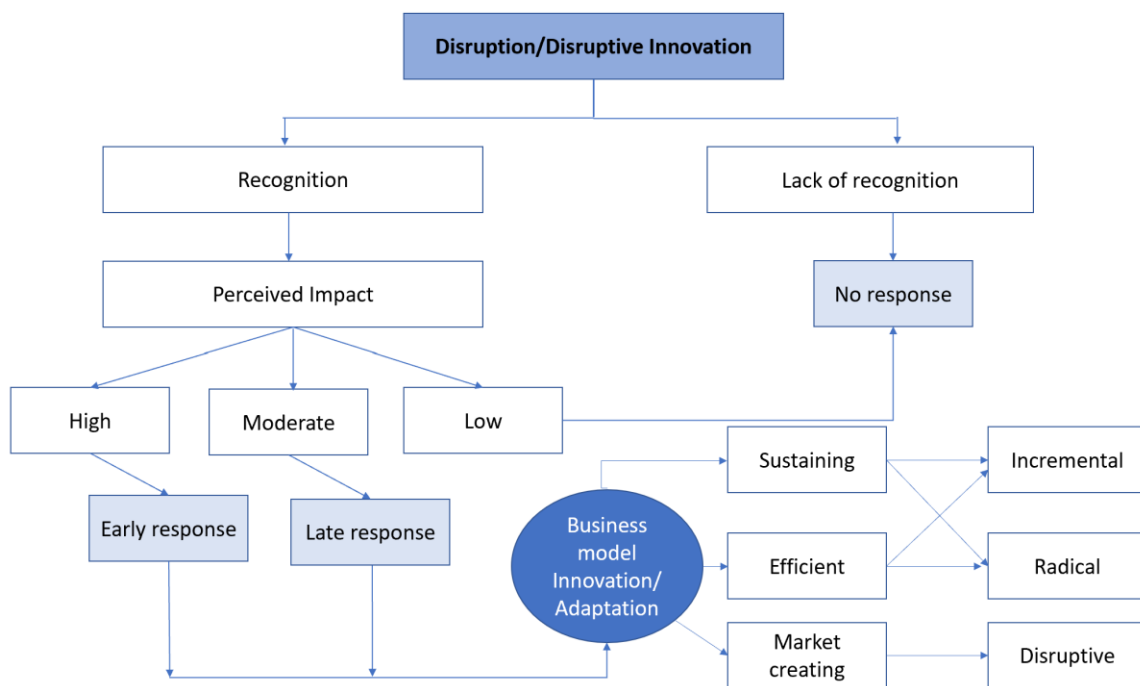 Disruption/Disruptive Innovation
Recognition
Lack of recognition
Perceived Impact
No response
High
Moderate
Low
Sustaining
Incremental
Early response
Late response
Business
model
Innovation/
Adaptation
Efficient
Radical
Market
creating
Disruptive